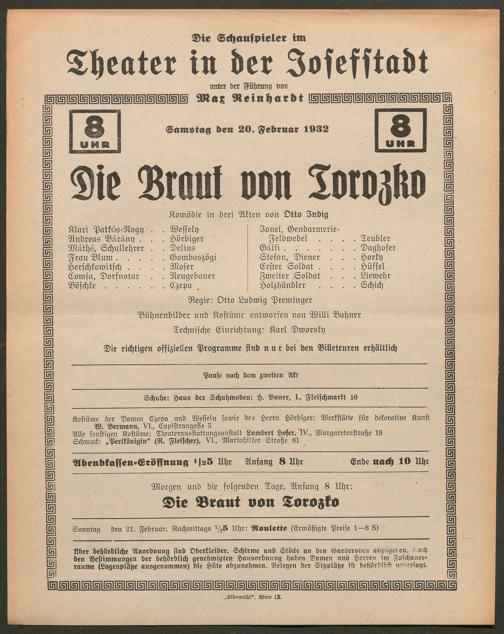 Die Schauspieler im
Theater in der Josefstadt
unter der Führung von
Max Reinhardt
8 UHR
8 UHR
Samstag den 20. Februar 1932
Die Braut von Torozko
Komödie in drei Akten von Otto Indig
Klari Patkós-Nagy . . Wessely
Andreas Bárány . . . Hörbiger
Máthó, Schullehrer . . Delius
Frau Blum . . . . . Gombaszögi
Herschkowitsch . . . Moser
Comsa, Dorfnotar . . Neugebauer
Böschke . . . . . . Czepa
Jonel, Gendarmerie-
Feldwebel . . . . Teubler
Gálfi . . . . . . . Doghofer
Stefan, Diener . . . Horky
Erster Soldat . . . . Hüffel
Zweiter Soldat . . . Liewehr
Holzhändler . . . . Schich
Regie: Otto Ludwig Preminger
Bühnenbilder und Kostüme entworfen von Willi Bahner
Technische Einrichtung: Karl Dworsky
Die richtigen offiziellen Programme sind nur bei den Billeteuren erhältlich
Pause nach dem zweiten Akt
Schuhe: Haus der Schuhmoden: H. Bauer, I., Fleischmarkt 10
Kostüme der Damen Czepa und Wessely sowie des Herrn Hörbiger: Werkstätte für dekorative Kunst
W. Bermann, VI., Capistrangasse 5
Alle sonstigen Kostüme: Theaterausstattungsanstalt Lambert Hofer, IV., Margaretenstraße 19
Schmuck: „Perlkönigin" (R. Fleischer), VI., Mariahilfer Straße 81
Abendkassen-Eröffnung ½5 Uhr Anfang 8 Uhr Ende nach 10 Uhr
Morgen und die folgenden Tage, Anfang 8 Uhr:
Die Braut von Torozko
Sonntag den 21. Februar. Nachmittags ½5 Uhr: Roulette (Ermäßigte Preise 1—8 S)
Über behördliche Anordnung sind Oberkleider, Schirme und Stöcke an den Garderoben abzugeben. Nach
den Bestimmungen der behördlich genehmigten Hausordnung haben Damen und Herren im Zuschauer-
raume (Logenplätze ausgenommen) die Hüte abzunehmen. Belegen der Sitzplätze ist behördlich untersagt.
„Elbemühl", Wien IX.